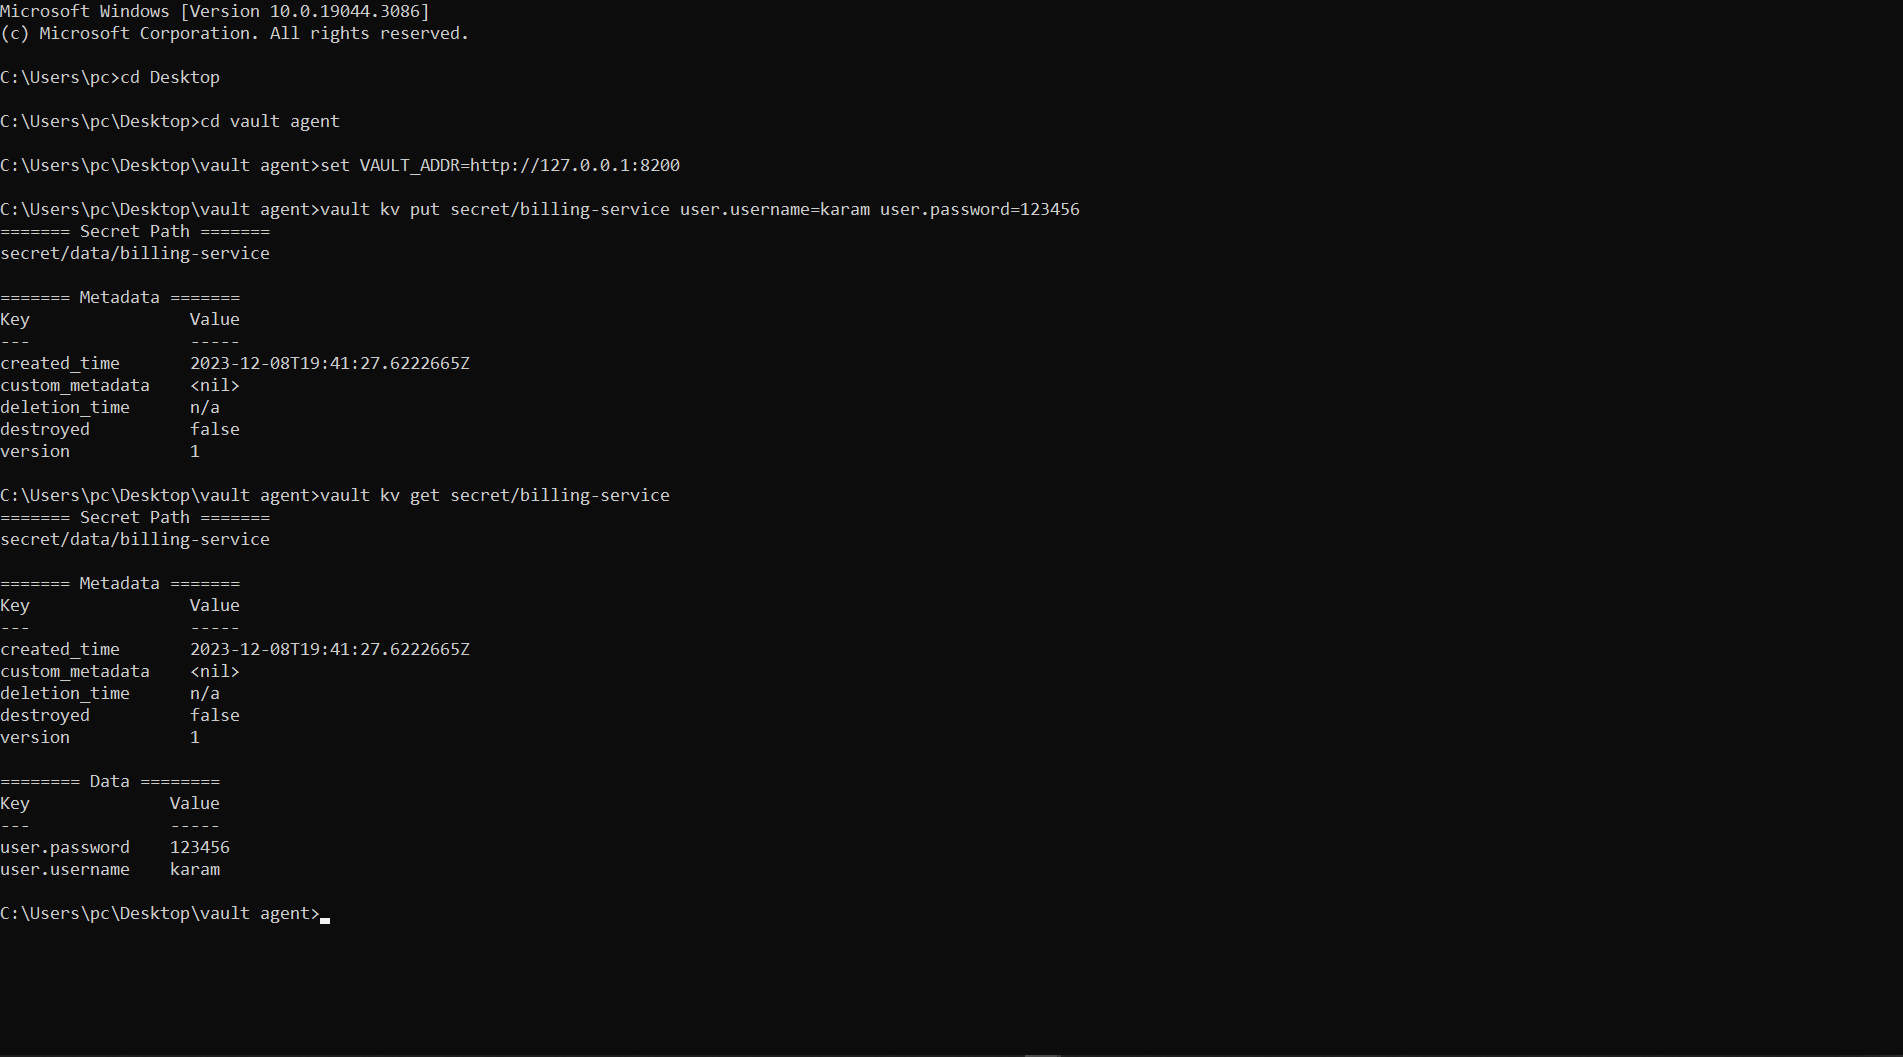 Microsoft Windows [Version 10.0.19044.3086]
(c) Microsoft Corporation. All rights reserved.
C:\Users\pc>cd Desktop
C:\Users\pc\Desktop>cd vault agent
C:\Users\pc\Desktop\vault agent>set VAULT_ADDR=http://127.0.0.1:8200
C:\Users\pc\Desktop\vault agent>vault kv put secret/billing-service user.username=karam user.password=123456
======= Secret Path =======
secret/data/billing-service
======= Metadata =======
Key                Value
---                -----
created_time       2023-12-08T19:41:27.6222665Z
custom_metadata    <nil>
deletion_time      n/a
destroyed          false
version            1
C:\Users\pc\Desktop\vault agent>vault kv get secret/billing-service
======= Secret Path =======
secret/data/billing-service
======= Metadata =======
Key                Value
---                -----
created_time       2023-12-08T19:41:27.6222665Z
custom_metadata    <nil>
deletion_time      n/a
destroyed          false
version            1
======== Data ========
Key              Value
---              -----
user.password    123456
user.username    karam
C:\Users\pc\Desktop\vault agent>